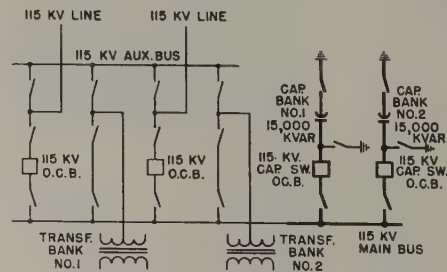 115 KV LINE
115 KV LINE
115 KV AUX. BUS
CAP.
BANK
NO.1
15,000
KVAR
CAP.
BANK
NO.2
15,000
KVAR
115 KV
O.C.B.
115 KV
O.C.B.
115 KV.
CAP. SW.
O.C.B.
115 KV
CAP. SW.
O.C.B.
TRANSF.
BANK
NO.1
TRANSF.
BANK
NO.2
115 KV
MAIN BUS